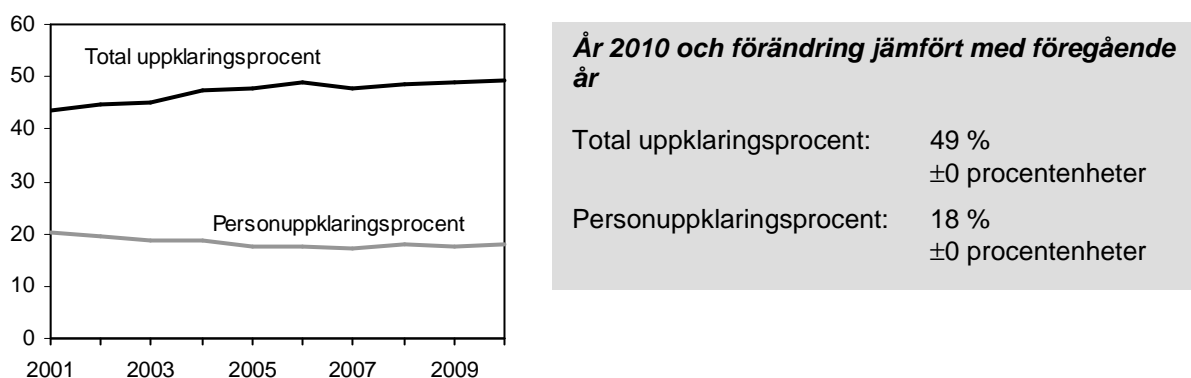 60
50
40
30
20
10
0
Total uppklaringsprocent
Personuppklaringsprocent
2001 2003 2005 2007 2009
År 2010 och förändring jämfört med föregående
år
Total uppklaringsprocent: 49 %
±0 procentenheter
Personuppklaringsprocent: 18 %
±0 procentenheter